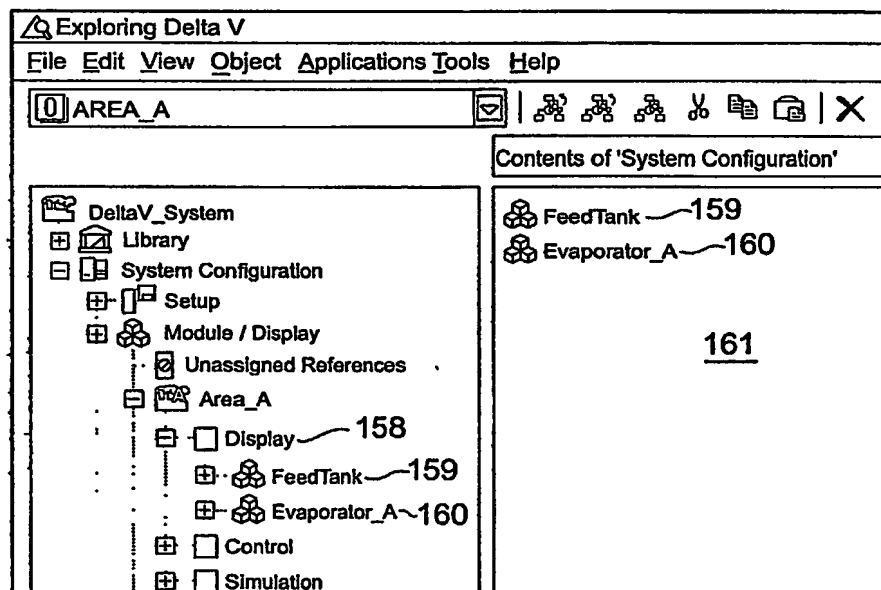 Exploring Delta V
File Edit View Object Applications Tools Help
AREA_A
Contents of 'System Configuration'
DeltaV_System
Library
System Configuration
Setup
Module / Display
Unassigned References
Area_A
Display 158
FeedTank 159
Evaporator_A 160
Control
Simulation
FeedTank 159
Evaporator_A 160
161